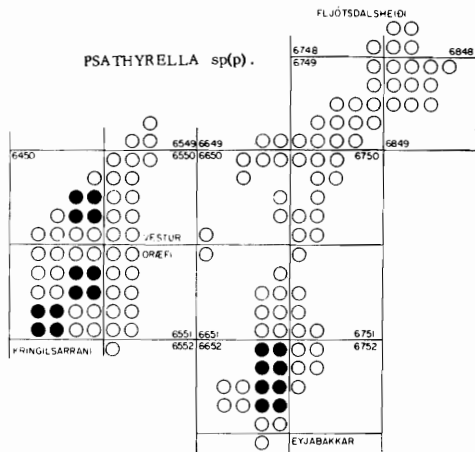 FLJÓTSDALSHEIÐI
PSATHYRELLA sp(p).
6748 6848
6749
6450 6549 6649
6550 6650 6750 6849
VESTUR
ÖRÆFI
6551 6651 6751
KRINGILSÁRRANI 6552 6652 6752
EYJABAKKAR